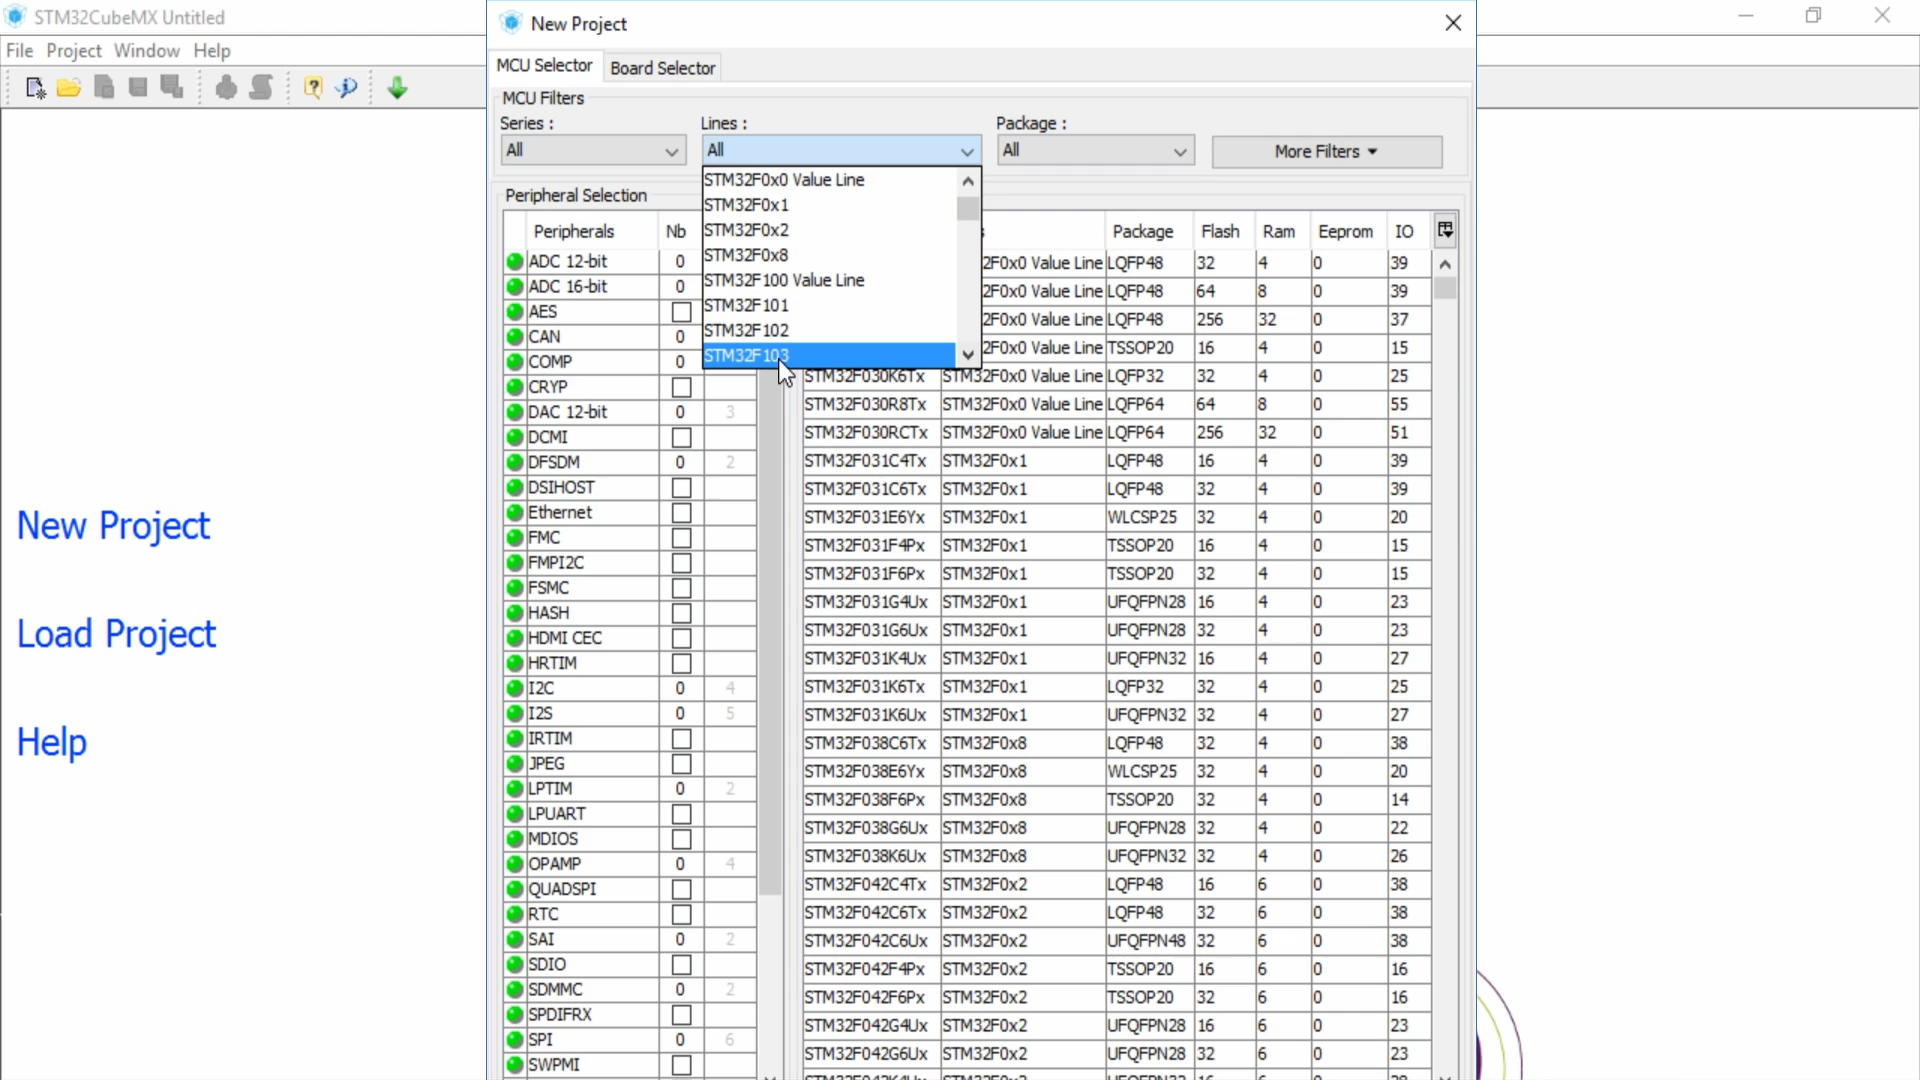 STM32CubeMX Untitled
File Project Window Help
New Project
Load Project
Help
New Project
MCU Selector
Board Selector
MCU Filters
Series :
Lines :
Package :
All
All
All
More Filters
STM32F0x0 Value Line
STM32F0x1
STM32F0x2
STM32F0x8
STM32F100 Value Line
STM32F101
STM32F102
STM32F103
Peripheral Selection
Peripherals Nb
ADC 12-bit 0
ADC 16-bit 0
AES
CAN 0
COMP 0
CRYP
DAC 12-bit 0 3
DCMI
DFSDM 0 2
DSIHOST
Ethernet
FMC
FMPI2C
FSMC
HASH
HDMI CEC
HRTIM
I2C 0 4
I2S 0 5
IRTIM
JPEG
LPTIM 0 2
LPUART
MDIOS
OPAMP 0 4
QUADSPI
RTC
SAI 0 2
SDIO
SDMMC 0 2
SPDIFRX
SPI 0 6
SWPMI
Package Flash Ram Eeprom IO
2F0x0 Value Line LQFP48 32 4 0 39
2F0x0 Value Line LQFP48 64 8 0 39
2F0x0 Value Line LQFP48 256 32 0 37
2F0x0 Value Line TSSOP20 16 4 0 15
STM32F030K6Tx STM32F0x0 Value Line LQFP32 32 4 0 25
STM32F030R8Tx STM32F0x0 Value Line LQFP64 64 8 0 55
STM32F030RCTx STM32F0x0 Value Line LQFP64 256 32 0 51
STM32F031C4Tx STM32F0x1 LQFP48 16 4 0 39
STM32F031C6Tx STM32F0x1 LQFP48 32 4 0 39
STM32F031E6Yx STM32F0x1 WLCSP25 32 4 0 20
STM32F031F4Px STM32F0x1 TSSOP20 16 4 0 15
STM32F031F6Px STM32F0x1 TSSOP20 32 4 0 15
STM32F031G4Ux STM32F0x1 UFQFPN28 16 4 0 23
STM32F031G6Ux STM32F0x1 UFQFPN28 32 4 0 23
STM32F031K4Ux STM32F0x1 UFQFPN32 16 4 0 27
STM32F031K6Tx STM32F0x1 LQFP32 32 4 0 25
STM32F031K6Ux STM32F0x1 UFQFPN32 32 4 0 27
STM32F038C6Tx STM32F0x8 LQFP48 32 4 0 38
STM32F038E6Yx STM32F0x8 WLCSP25 32 4 0 20
STM32F038F6Px STM32F0x8 TSSOP20 32 4 0 14
STM32F038G6Ux STM32F0x8 UFQFPN28 32 4 0 22
STM32F038K6Ux STM32F0x8 UFQFPN32 32 4 0 26
STM32F042C4Tx STM32F0x2 LQFP48 16 6 0 38
STM32F042C6Tx STM32F0x2 LQFP48 32 6 0 38
STM32F042C6Ux STM32F0x2 UFQFPN48 32 6 0 38
STM32F042F4Px STM32F0x2 TSSOP20 16 6 0 16
STM32F042F6Px STM32F0x2 TSSOP20 32 6 0 16
STM32F042G4Ux STM32F0x2 UFQFPN28 16 6 0 23
STM32F042G6Ux STM32F0x2 UFQFPN28 32 6 0 23